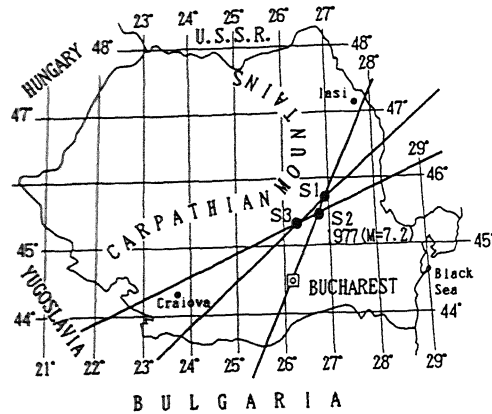 23° 24° 25° 26° 27°
U.S.S.R.
48° 48°
28°
HUNGARY
Iasi
47° 47°
CARPATHIAN MOUNTAINS
29°
46°
S1
S3 S2
1977(M=7.2)
45° 45°
YUGOSLAVIA
BUCHAREST
Black
Sea
Craiova
44° 44°
21° 22° 23° 24° 25° 26° 27° 28° 29°
BULGARIA